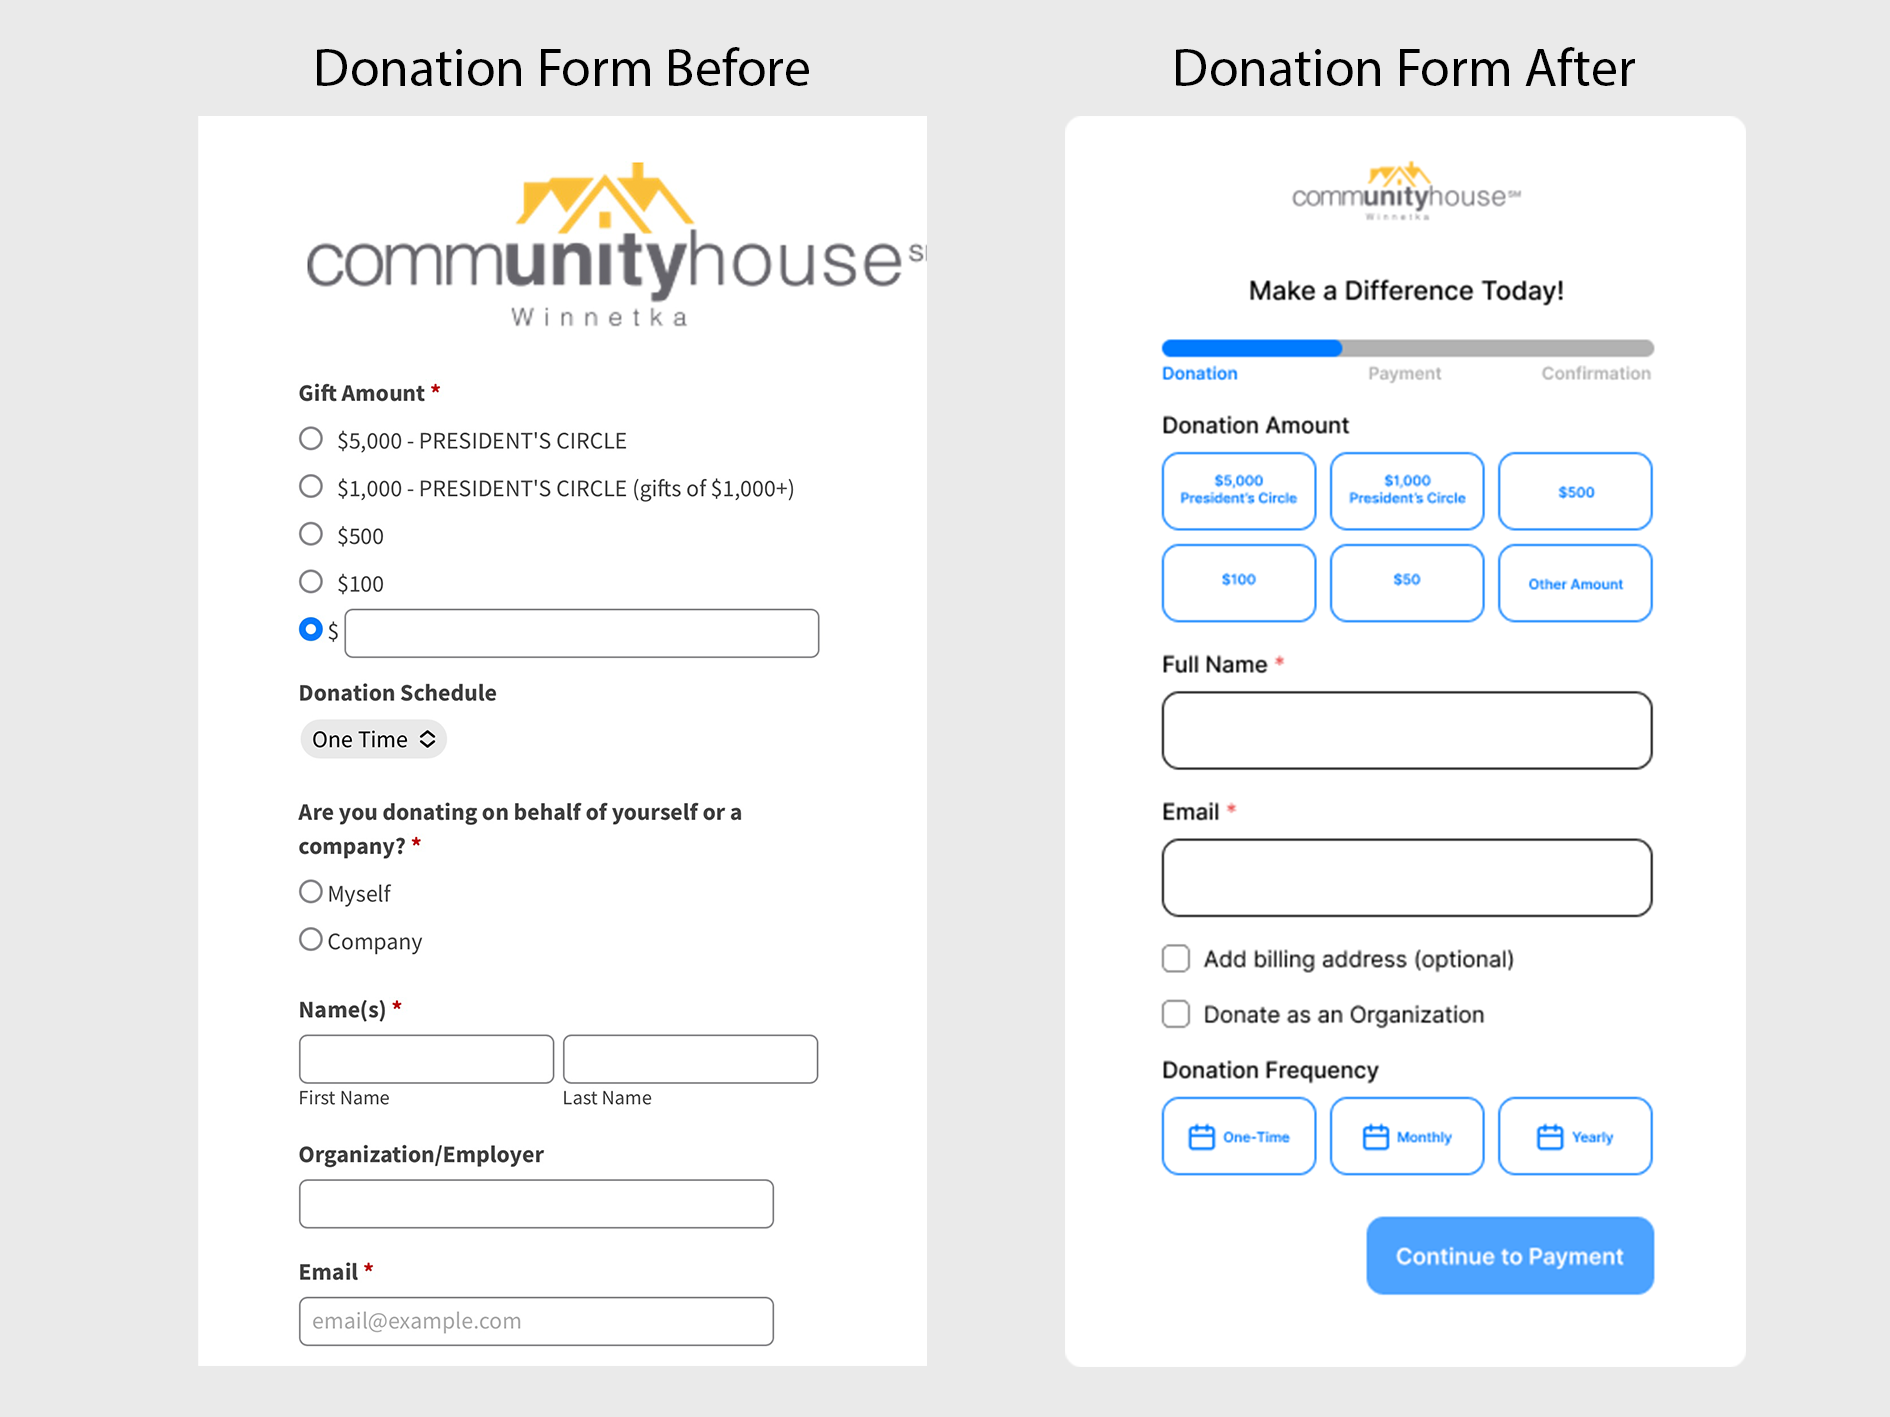 Donation Form Before
communityhouse
Winnetka
Gift Amount *
$5,000 - PRESIDENT'S CIRCLE
$1,000 - PRESIDENT'S CIRCLE (gifts of $1,000+)
$500
$100
$
Donation Schedule
One Time
Are you donating on behalf of yourself or a
company? *
Myself
Company
Name(s) *
First Name Last Name
Organization/Employer
Email *
email@example.com
Donation Form After
communityhouse SM
Winnetka
Make a Difference Today!
Donation Payment Confirmation
Donation Amount
$5,000 $1,000
President's Circle President's Circle $500
$100 $50 Other Amount
Full Name *
Email *
Add billing address (optional)
Donate as an Organization
Donation Frequency
One-Time Monthly Yearly
Continue to Payment